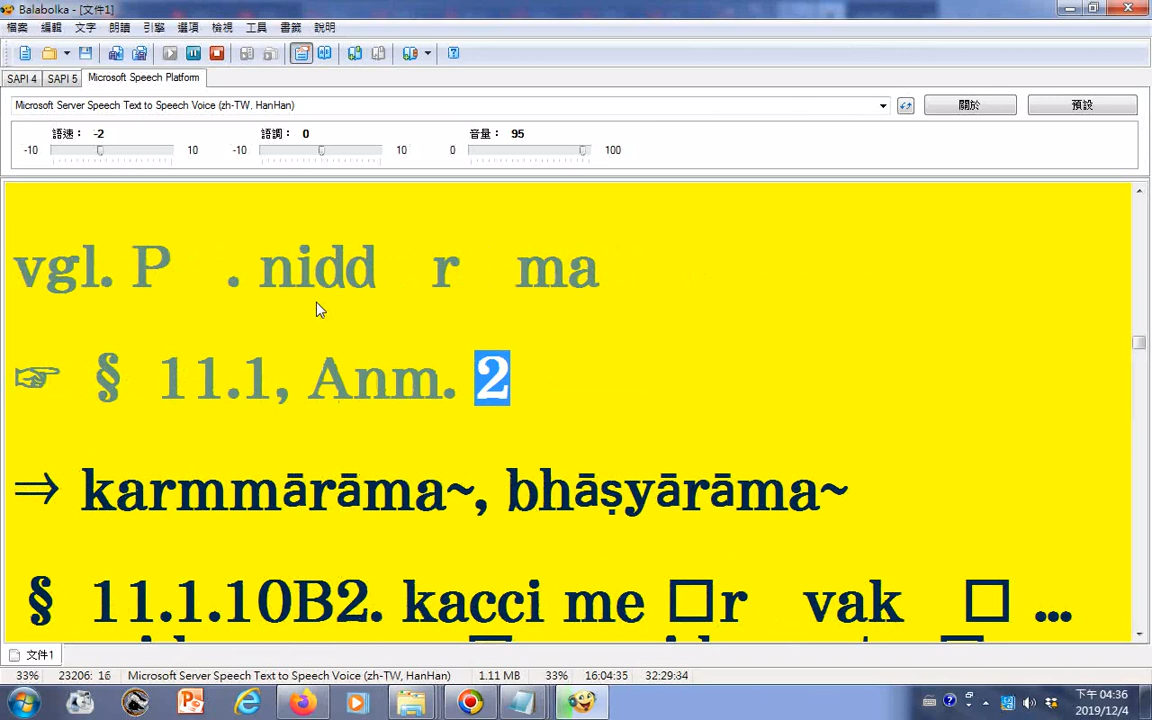 Balabolka - [文件1]
檔案 編輯 文字 朗讀 引擎 選項 檢視 工具 書籤 說明
SAPI 4 SAPI 5 Microsoft Speech Platform
Microsoft Server Speech Text to Speech Voice (zh-TW, HanHan) 關於 預設
語速： -2 語調： 0 音量： 95
-10 10 -10 10 0 100
vgl. P . nidd r ma
☞ § 11.1, Anm. 2
⇒ karmmārāma~, bhāṣyārāma~
§ 11.1.10B2. kacci me □r vak □ ...
文件1
33% 23206: 16 Microsoft Server Speech Text to Speech Voice (zh-TW, HanHan) 1.11 MB 33% 16:04:35 32:29:34
下午 04:36
2019/12/4